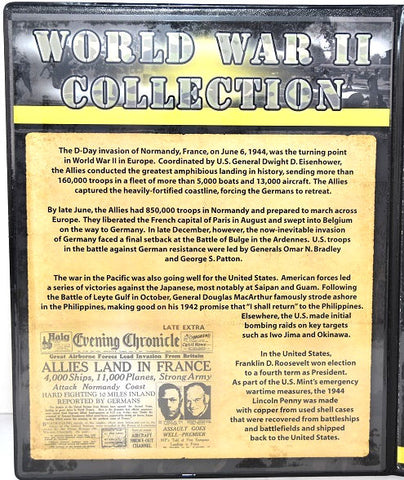 WORLD WAR II
COLLECTION
The D-Day invasion of Normandy, France, on June 6, 1944, was the turning point
in World War II in Europe. Coordinated by U.S. General Dwight D. Eisenhower,
the Allies conducted the greatest amphibious landing in history, sending more than
160,000 troops in a fleet of more than 5,000 boats and 13,000 aircraft. The Allies
captured the heavily-fortified coastline, forcing the Germans to retreat.
By late June, the Allies had 850,000 troops in Normandy and prepared to march across
Europe. They liberated the French capital of Paris in August and swept into Belgium
on the way to Germany. In late December, however, the now-inevitable invasion
of Germany faced a final setback at the Battle of Bulge in the Ardennes. U.S. troops
in the battle against German resistance were led by Generals Omar N. Bradley
and George S. Patton.
The war in the Pacific was also going well for the United States. American forces led
a series of victories against the Japanese, most notably at Saipan and Guam. Following
the Battle of Leyte Gulf in October, General Douglas MacArthur famously strode ashore
in the Philippines, making good on his 1942 promise that "I shall return" to the Philippines.
Elsewhere, the U.S. made initial
bombing raids on key targets
such as Iwo Jima and Okinawa.
In the United States,
Franklin D. Roosevelt won election
to a fourth term as President.
As part of the U.S. Mint's emergency
wartime measures, the 1944
Lincoln Penny was made
with copper from used shell cases
that were recovered from battleships
and battlefields and shipped
back to the United States.
LATE EXTRA
Haig
Evening Chronicle
Great Airborne Forces Land Invasion From Britain
ALLIES LAND IN FRANCE
4,000 Ships, 11,000 Planes, Strong Army
Attack Normandy Coast
HARD FIGHTING 10 MILES INLAND
REPORTED BY GERMANS
ASSAULT GOES
WELL—PREMIER